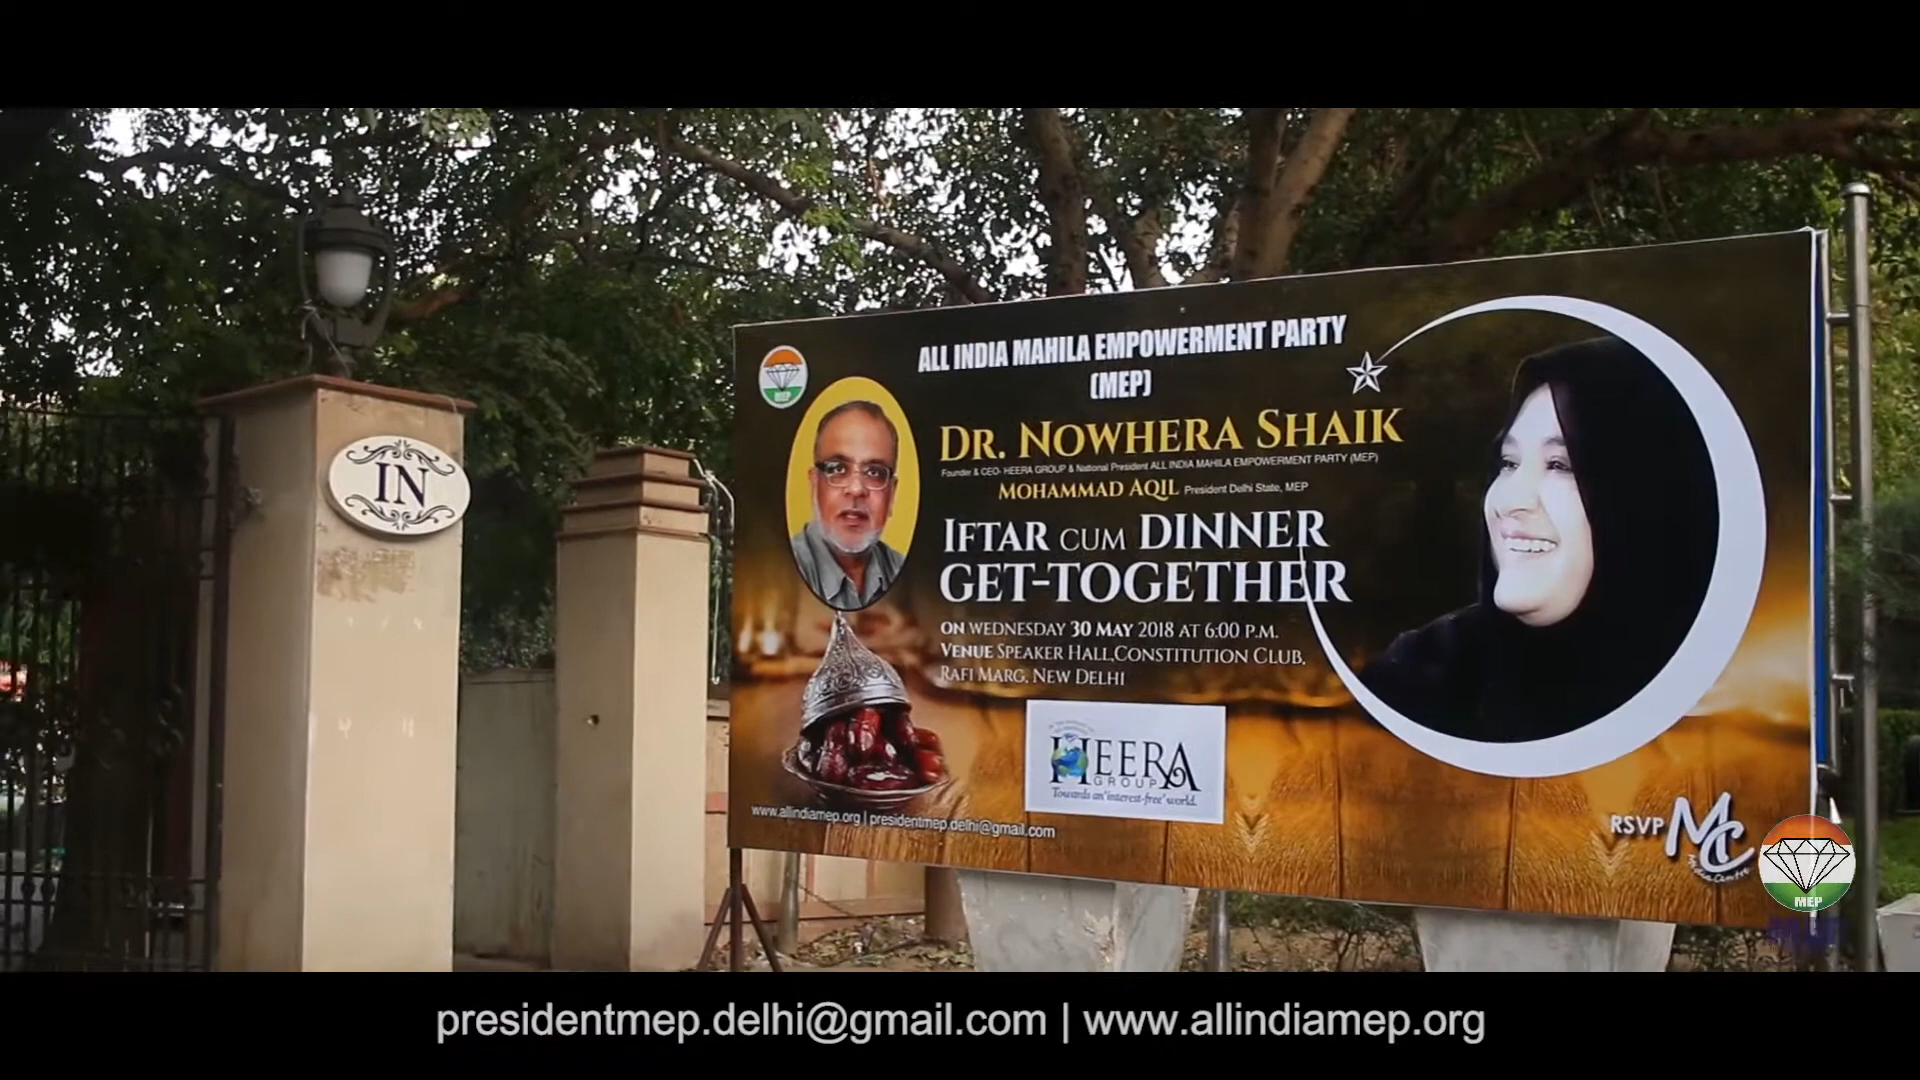 IN
ALL INDIA MAHILA EMPOWERMENT PARTY
(MEP)
MEP
DR. NOWHERA SHAIK
Founder & CEO- HEERA GROUP & National President ALL INDIA MAHILA EMPOWERMENT PARTY (MEP)
MOHAMMAD AQIL President Delhi State, MEP
IFTAR CUM DINNER
GET-TOGETHER
ON WEDNESDAY 30 MAY 2018 AT 6:00 P.M.
VENUE SPEAKER HALL,CONSTITUTION CLUB,
RAFI MARG, NEW DELHI
HEERA
GROUP
Towards an 'interest-free' world.
www.allindiamep.org | presidentmep.delhi@gmail.com
RSVP MC
Media Centre
MEP
presidentmep.delhi@gmail.com | www.allindiamep.org